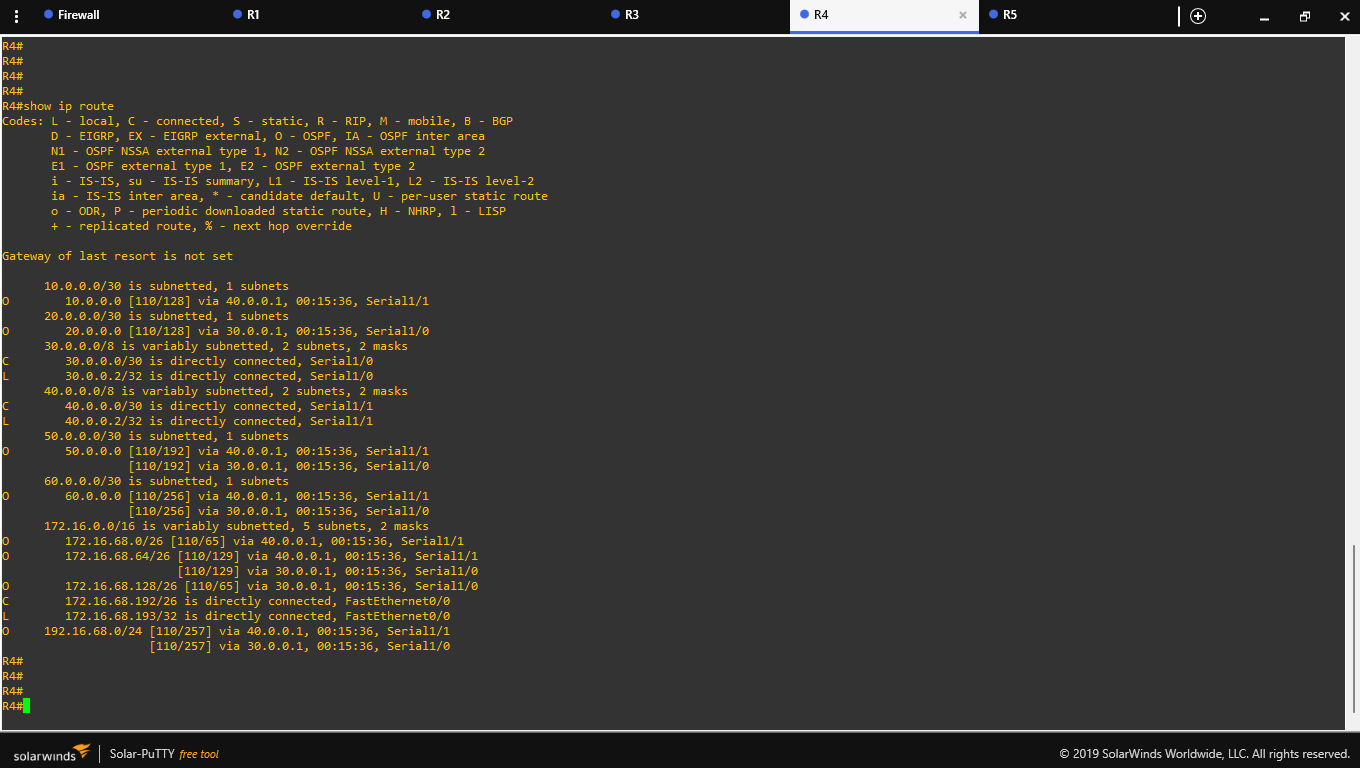 Firewall R1 R2 R3 R4 R5
R4#
R4#
R4#
R4#
R4#show ip route
Codes: L - local, C - connected, S - static, R - RIP, M - mobile, B - BGP
       D - EIGRP, EX - EIGRP external, O - OSPF, IA - OSPF inter area
       N1 - OSPF NSSA external type 1, N2 - OSPF NSSA external type 2
       E1 - OSPF external type 1, E2 - OSPF external type 2
       i - IS-IS, su - IS-IS summary, L1 - IS-IS level-1, L2 - IS-IS level-2
       ia - IS-IS inter area, * - candidate default, U - per-user static route
       o - ODR, P - periodic downloaded static route, H - NHRP, l - LISP
       + - replicated route, % - next hop override
Gateway of last resort is not set
      10.0.0.0/30 is subnetted, 1 subnets
O        10.0.0.0 [110/128] via 40.0.0.1, 00:15:36, Serial1/1
      20.0.0.0/30 is subnetted, 1 subnets
O        20.0.0.0 [110/128] via 30.0.0.1, 00:15:36, Serial1/0
      30.0.0.0/8 is variably subnetted, 2 subnets, 2 masks
C        30.0.0.0/30 is directly connected, Serial1/0
L        30.0.0.2/32 is directly connected, Serial1/0
      40.0.0.0/8 is variably subnetted, 2 subnets, 2 masks
C        40.0.0.0/30 is directly connected, Serial1/1
L        40.0.0.2/32 is directly connected, Serial1/1
      50.0.0.0/30 is subnetted, 1 subnets
O        50.0.0.0 [110/192] via 40.0.0.1, 00:15:36, Serial1/1
                  [110/192] via 30.0.0.1, 00:15:36, Serial1/0
      60.0.0.0/30 is subnetted, 1 subnets
O        60.0.0.0 [110/256] via 40.0.0.1, 00:15:36, Serial1/1
                  [110/256] via 30.0.0.1, 00:15:36, Serial1/0
      172.16.0.0/16 is variably subnetted, 5 subnets, 2 masks
O        172.16.68.0/26 [110/65] via 40.0.0.1, 00:15:36, Serial1/1
O        172.16.68.64/26 [110/129] via 40.0.0.1, 00:15:36, Serial1/1
                         [110/129] via 30.0.0.1, 00:15:36, Serial1/0
O        172.16.68.128/26 [110/65] via 30.0.0.1, 00:15:36, Serial1/0
C        172.16.68.192/26 is directly connected, FastEthernet0/0
L        172.16.68.193/32 is directly connected, FastEthernet0/0
O     192.16.68.0/24 [110/257] via 40.0.0.1, 00:15:36, Serial1/1
                     [110/257] via 30.0.0.1, 00:15:36, Serial1/0
R4#
R4#
R4#
R4#
solarwinds Solar-PuTTY free tool © 2019 SolarWinds Worldwide, LLC. All rights reserved.